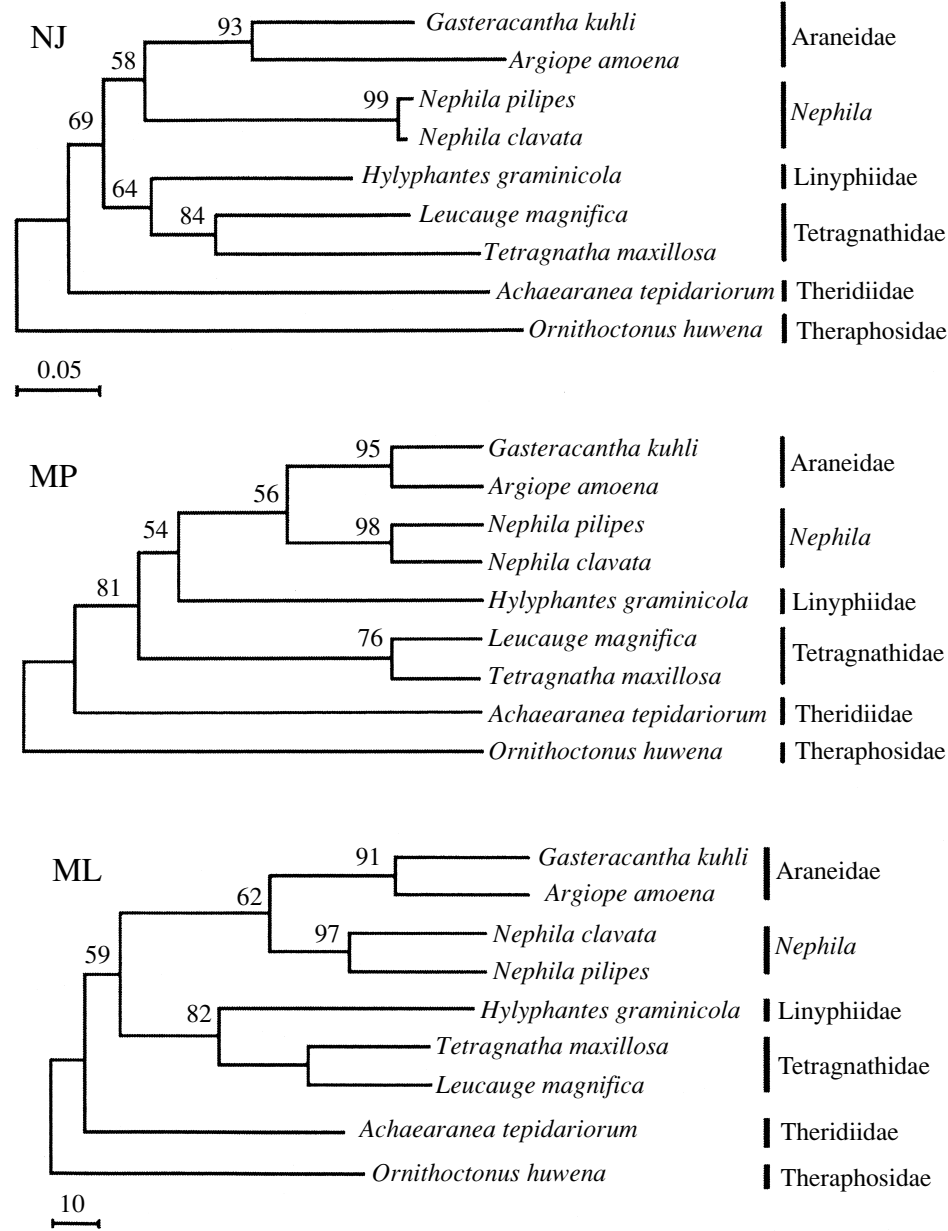 NJ
93
Gasteracantha kuhli
Araneidae
58
Argiope amoena
99
Nephila pilipes
Nephila
69
Nephila clavata
64
Hylyphantes graminicola
Linyphiidae
84
Leucauge magnifica
Tetragnathidae
Tetragnatha maxillosa
Achaearanea tepidariorum
Theridiidae
Ornithoctonus huwena
Theraphosidae
0.05
MP
95
Gasteracantha kuhli
Araneidae
56
Argiope amoena
54
98
Nephila pilipes
Nephila
Nephila clavata
81
Hylyphantes graminicola
Linyphiidae
76
Leucauge magnifica
Tetragnathidae
Tetragnatha maxillosa
Achaearanea tepidariorum
Theridiidae
Ornithoctonus huwena
Theraphosidae
ML
91
Gasteracantha kuhli
Araneidae
62
Argiope amoena
97
Nephila clavata
Nephila
59
Nephila pilipes
82
Hylyphantes graminicola
Linyphiidae
Tetragnatha maxillosa
Tetragnathidae
Leucauge magnifica
Achaearanea tepidariorum
Theridiidae
Ornithoctonus huwena
Theraphosidae
10